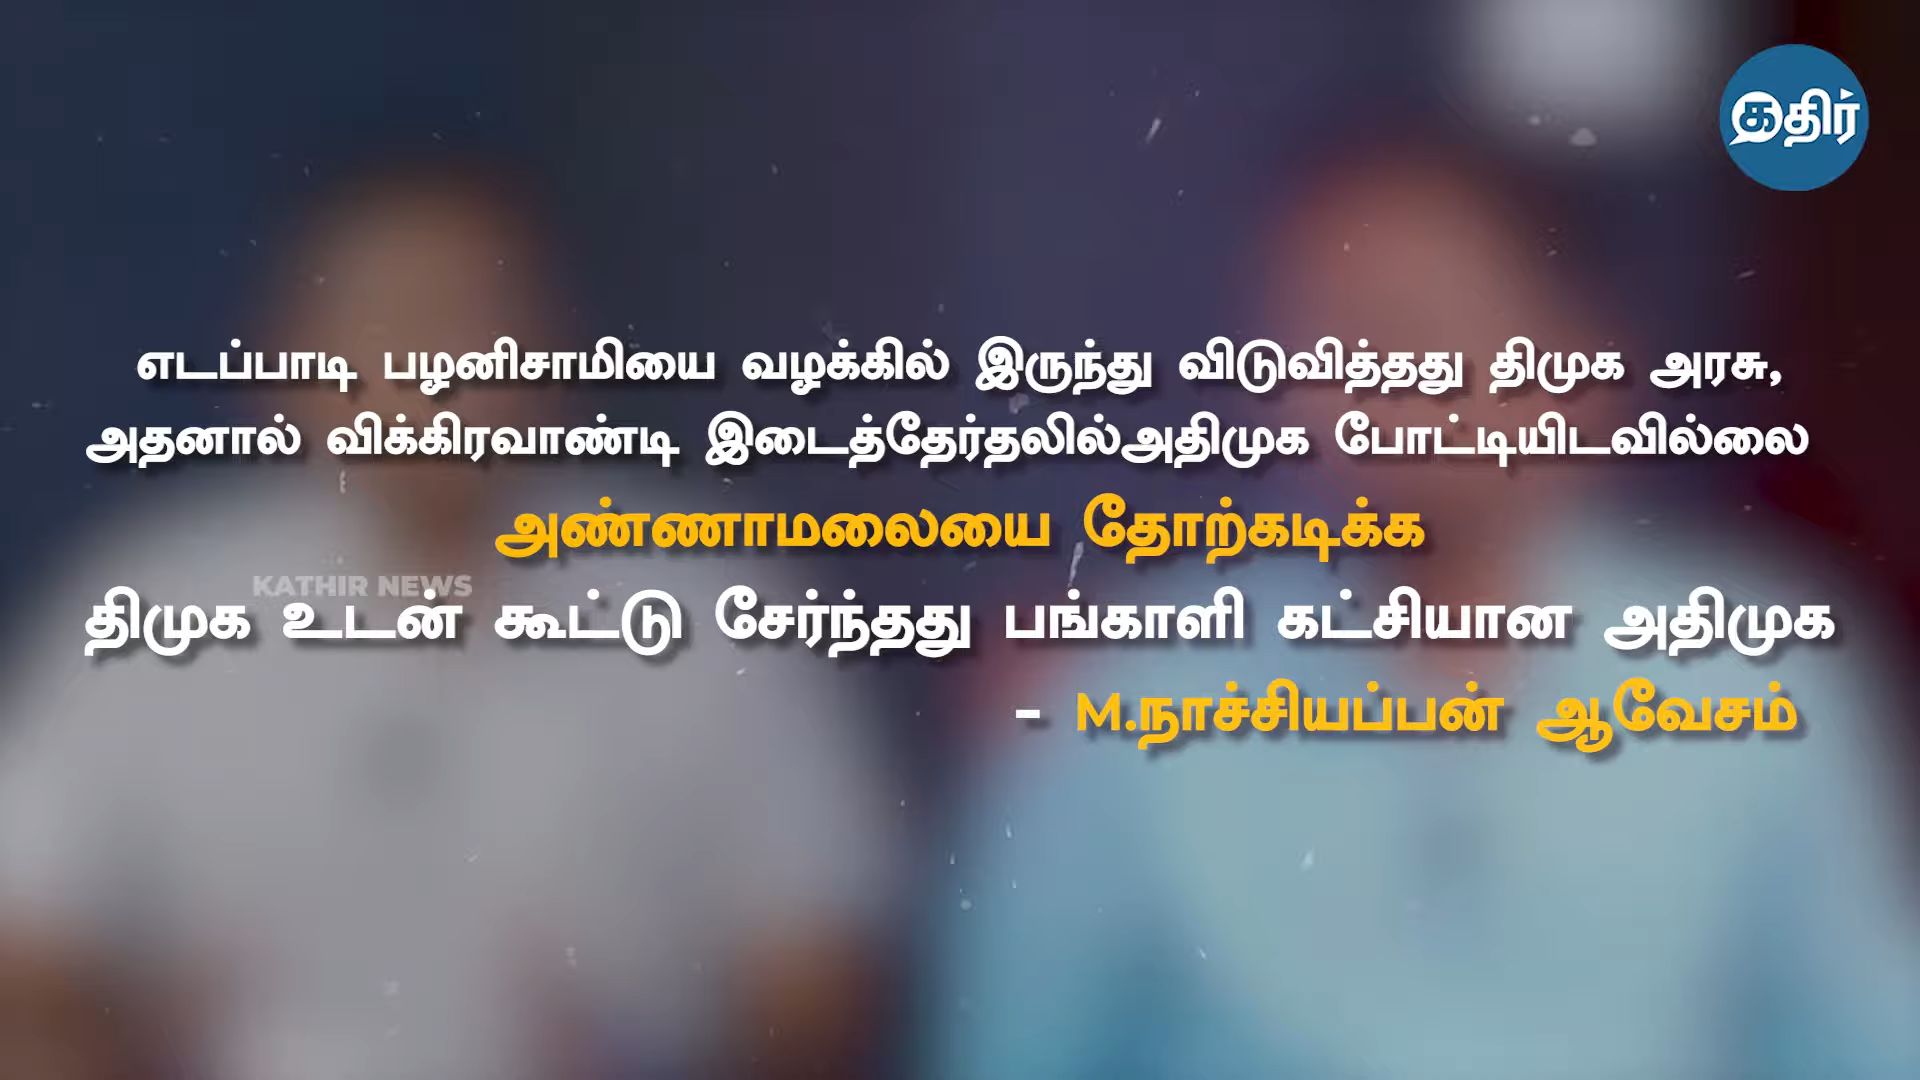 கதிர்
எடப்பாடி பழனிசாமியை வழக்கில் இருந்து விடுவித்தது திமுக அரசு,
அதனால் விக்கிரவாண்டி இடைத்தேர்தலில்அதிமுக போட்டியிடவில்லை
அண்ணாமலையை தோற்கடிக்க
KATHIR NEWS
திமுக உடன் கூட்டு சேர்ந்தது பங்காளி கட்சியான அதிமுக
- M.நாச்சியப்பன் ஆவேசம்